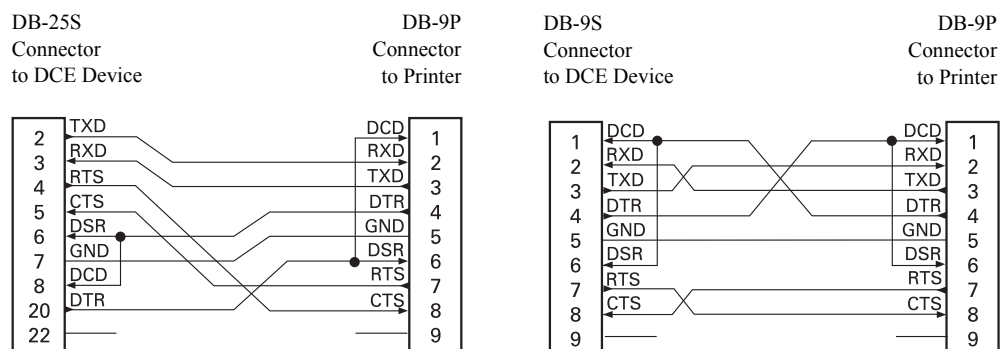 DB-25S
Connector
to DCE Device
DB-9P
Connector
to Printer
2 TXD
3 RXD
4 RTS
5 CTS
6 DSR
7 GND
8 DCD
20 DTR
22
DCD 1
RXD 2
TXD 3
DTR 4
GND 5
DSR 6
RTS 7
CTS 8
9
DB-9S
Connector
to DCE Device
DB-9P
Connector
to Printer
1 DCD
2 RXD
3 TXD
4 DTR
5 GND
6 DSR
7 RTS
8 CTS
9
DCD 1
RXD 2
TXD 3
DTR 4
GND 5
DSR 6
RTS 7
CTS 8
9